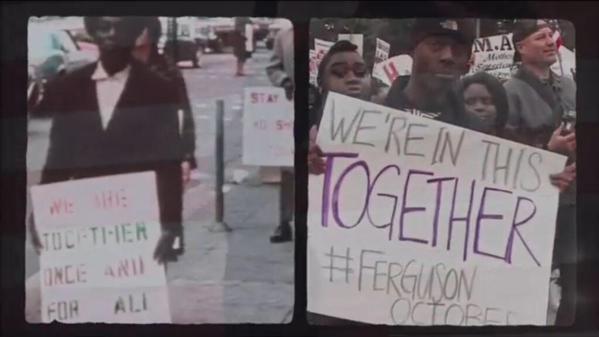 WE ARE
TOGETHER
ONCE AND
FOR ALL
STAY
WE'RE IN THIS
TOGETHER
#FERGUSON
OCTOBER
M.A.